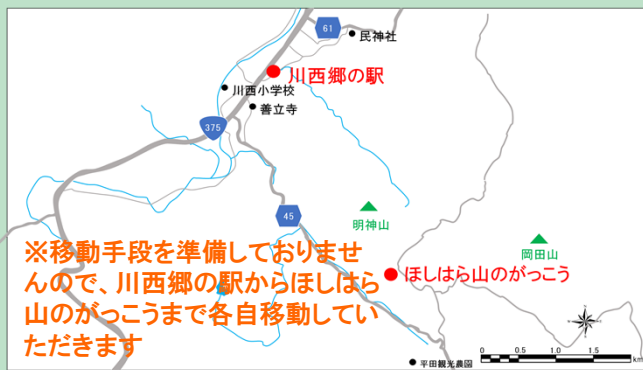 61
民神社
川西郷の駅
川西小学校
善立寺
375
45
明神山
岡田山
※移動手段を準備しておりませ
んので、川西郷の駅からほしはら
山のがっこうまで各自移動してい
ただきます
ほしはら山のがっこう
平田観光農園
0 0.5 1.0 1.5 km